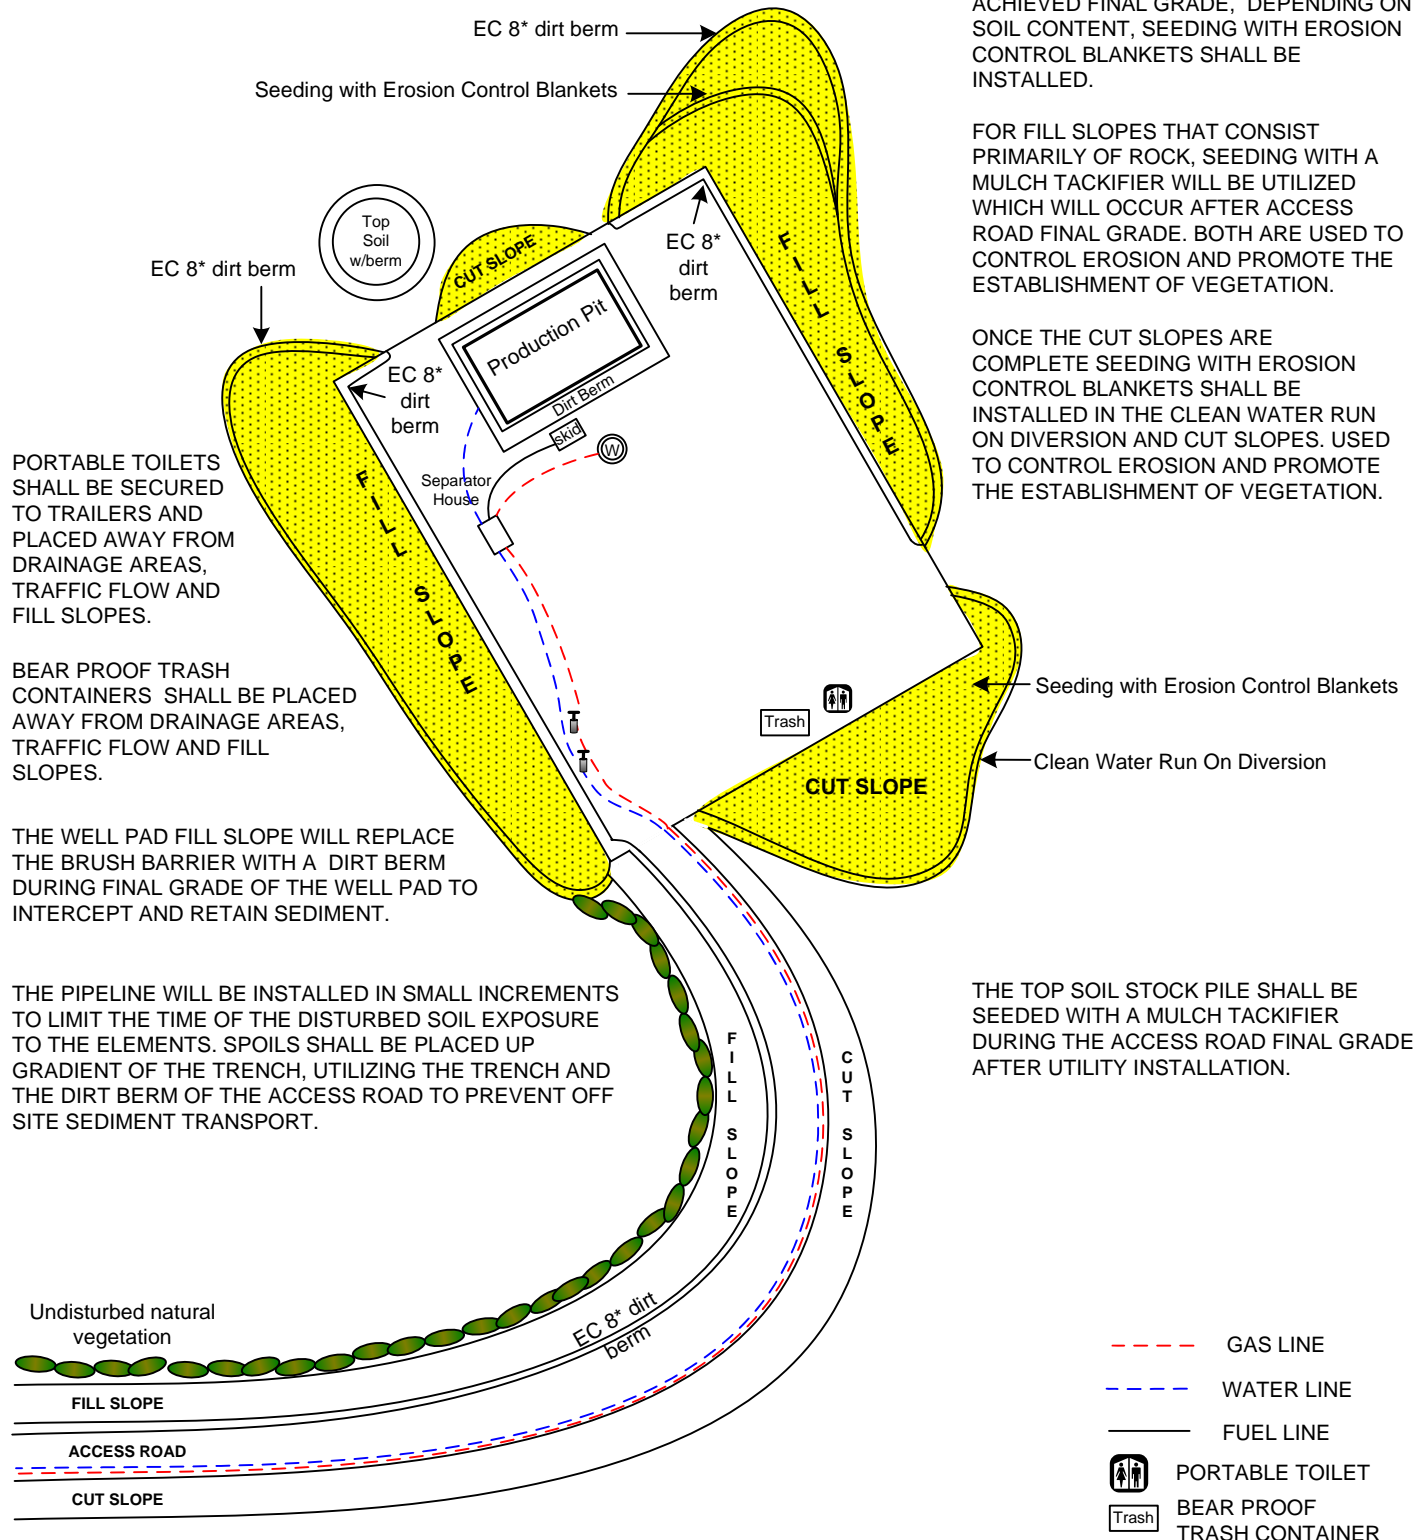 ACHIEVED FINAL GRADE, DEPENDING ON
SOIL CONTENT, SEEDING WITH EROSION
CONTROL BLANKETS SHALL BE
INSTALLED.
FOR FILL SLOPES THAT CONSIST
PRIMARILY OF ROCK, SEEDING WITH A
MULCH TACKIFIER WILL BE UTILIZED
WHICH WILL OCCUR AFTER ACCESS
ROAD FINAL GRADE. BOTH ARE USED TO
CONTROL EROSION AND PROMOTE THE
ESTABLISHMENT OF VEGETATION.
ONCE THE CUT SLOPES ARE
COMPLETE SEEDING WITH EROSION
CONTROL BLANKETS SHALL BE
INSTALLED IN THE CLEAN WATER RUN
ON DIVERSION AND CUT SLOPES. USED
TO CONTROL EROSION AND PROMOTE
THE ESTABLISHMENT OF VEGETATION.
EC 8* dirt berm
Seeding with Erosion Control Blankets
Top
Soil
w/berm
EC 8* dirt berm
CUT SLOPE
EC 8*
dirt
berm
FILL SLOPE
Production Pit
Dirt Berm
EC 8*
dirt
berm
skid
W
Separator
House
FILL SLOPE
PORTABLE TOILETS
SHALL BE SECURED
TO TRAILERS AND
PLACED AWAY FROM
DRAINAGE AREAS,
TRAFFIC FLOW AND
FILL SLOPES.
BEAR PROOF TRASH
CONTAINERS SHALL BE PLACED
AWAY FROM DRAINAGE AREAS,
TRAFFIC FLOW AND FILL
SLOPES.
Seeding with Erosion Control Blankets
Trash
Clean Water Run On Diversion
CUT SLOPE
THE WELL PAD FILL SLOPE WILL REPLACE
THE BRUSH BARRIER WITH A DIRT BERM
DURING FINAL GRADE OF THE WELL PAD TO
INTERCEPT AND RETAIN SEDIMENT.
THE PIPELINE WILL BE INSTALLED IN SMALL INCREMENTS
TO LIMIT THE TIME OF THE DISTURBED SOIL EXPOSURE
TO THE ELEMENTS. SPOILS SHALL BE PLACED UP
GRADIENT OF THE TRENCH, UTILIZING THE TRENCH AND
THE DIRT BERM OF THE ACCESS ROAD TO PREVENT OFF
SITE SEDIMENT TRANSPORT.
THE TOP SOIL STOCK PILE SHALL BE
SEEDED WITH A MULCH TACKIFIER
DURING THE ACCESS ROAD FINAL GRADE
AFTER UTILITY INSTALLATION.
FILL SLOPE
CUT SLOPE
Undisturbed natural
vegetation
EC 8* dirt
berm
FILL SLOPE
ACCESS ROAD
CUT SLOPE
GAS LINE
WATER LINE
FUEL LINE
PORTABLE TOILET
Trash
BEAR PROOF
TRASH CONTAINER